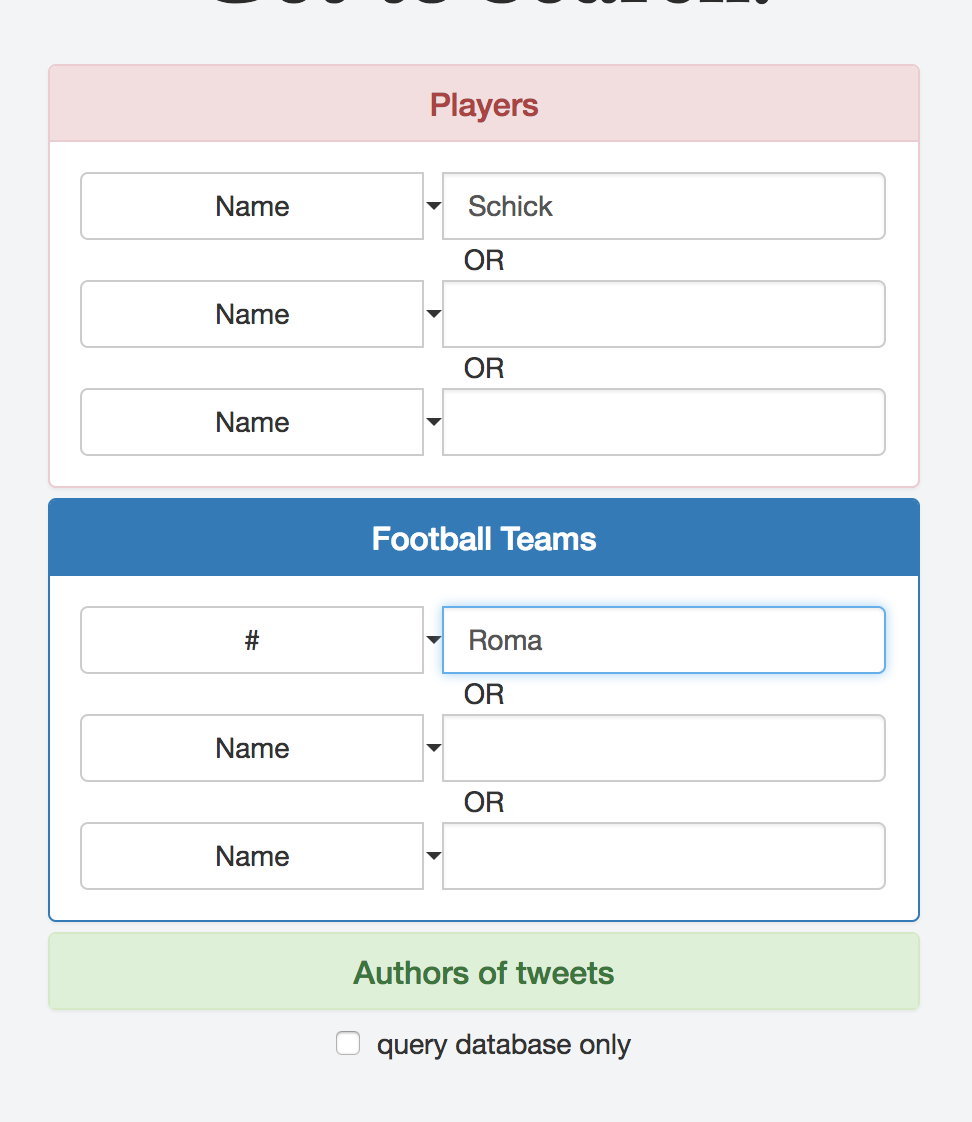 Players
Name Schick
OR
Name
OR
Name
Football Teams
# Roma
OR
Name
OR
Name
Authors of tweets
query database only